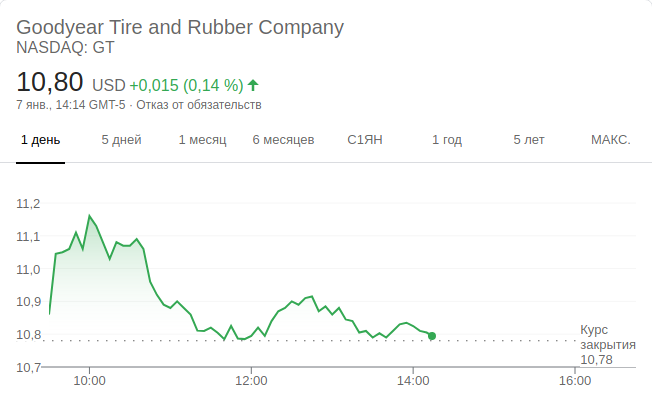 Goodyear Tire and Rubber Company
NASDAQ: GT
10,80 USD +0,015 (0,14 %)
7 янв., 14:14 GMT-5 · Отказ от обязательств
1 день 5 дней 1 месяц 6 месяцев С1ЯН 1 год 5 лет МАКС.
11,2
11,1
11,0
10,9
10,8
10,7
Курс
закрытия
10,78
10:00 12:00 14:00 16:00